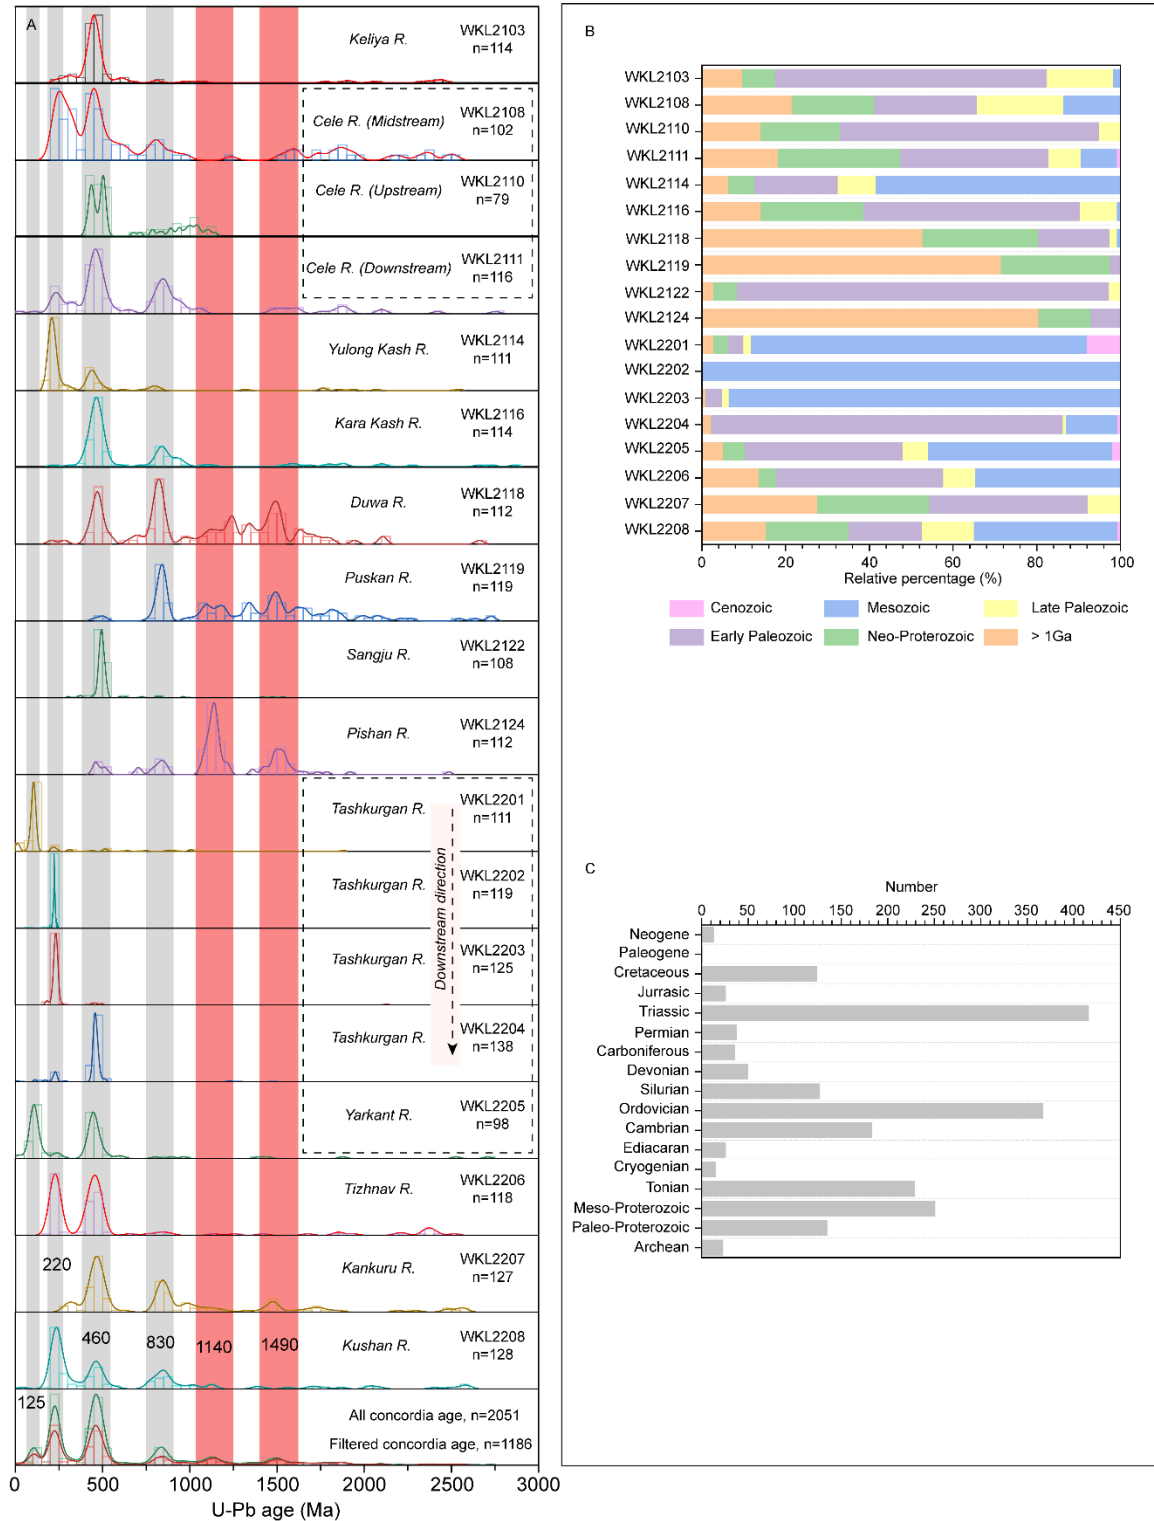 A
Keliya R.
WKL2103
n=114
Cele R. (Midstream)
WKL2108
n=102
Cele R. (Upstream)
WKL2110
n=79
Cele R. (Downstream)
WKL2111
n=116
Yulong Kash R.
WKL2114
n=111
Kara Kash R.
WKL2116
n=114
Duwa R.
WKL2118
n=112
Puskan R.
WKL2119
n=119
Sangju R.
WKL2122
n=108
Pishan R.
WKL2124
n=112
Tashkurgan R.
WKL2201
n=111
Tashkurgan R.
WKL2202
n=119
Tashkurgan R.
WKL2203
n=125
Tashkurgan R.
WKL2204
n=138
Downstream direction
Yarkant R.
WKL2205
n=98
Tizhnav R.
WKL2206
n=118
220
Kankuru R.
WKL2207
n=127
460
830
1140
1490
Kushan R.
WKL2208
n=128
125
All concordia age, n=2051
Filtered concordia age, n=1186
0 500 1000 1500 2000 2500 3000
U-Pb age (Ma)
B
WKL2103
WKL2108
WKL2110
WKL2111
WKL2114
WKL2116
WKL2118
WKL2119
WKL2122
WKL2124
WKL2201
WKL2202
WKL2203
WKL2204
WKL2205
WKL2206
WKL2207
WKL2208
0 20 40 60 80 100
Relative percentage (%)
Cenozoic Mesozoic Late Paleozoic
Early Paleozoic Neo-Proterozoic > 1Ga
C
Number
0 50 100 150 200 250 300 350 400 450
Neogene
Paleogene
Cretaceous
Jurrasic
Triassic
Permian
Carboniferous
Devonian
Silurian
Ordovician
Cambrian
Ediacaran
Cryogenian
Tonian
Meso-Proterozoic
Paleo-Proterozoic
Archean